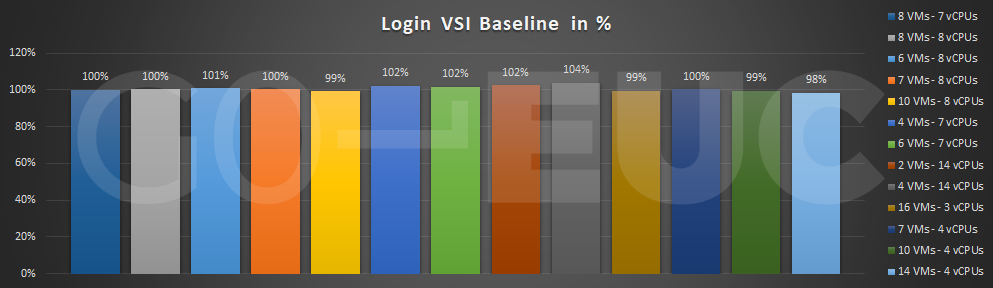 Login VSI Baseline in %
120%
100%
80%
60%
40%
20%
0%
100%
100%
101%
100%
99%
102%
102%
102%
104%
99%
100%
99%
98%
GO-EUC
8 VMs - 7 vCPUs
8 VMs - 8 vCPUs
6 VMs - 8 vCPUs
7 VMs - 8 vCPUs
10 VMs - 8 vCPUs
4 VMs - 7 vCPUs
6 VMs - 7 vCPUs
2 VMs - 14 vCPUs
4 VMs - 14 vCPUs
16 VMs - 3 vCPUs
7 VMs - 4 vCPUs
10 VMs - 4 vCPUs
14 VMs - 4 vCPUs